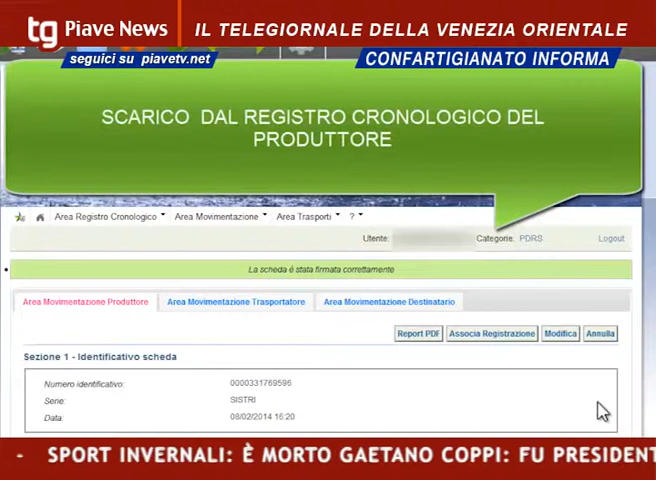 tg Piave News
IL TELEGIORNALE DELLA VENEZIA ORIENTALE
seguici su piavetv.net
CONFARTIGIANATO INFORMA
SCARICO DAL REGISTRO CRONOLOGICO DEL
PRODUTTORE
Area Registro Cronologico Area Movimentazione Area Trasporti ?
Utente: Categorie: PDRS Logout
La scheda é stata firmata correttamente
Area Movimentazione Produttore Area Movimentazione Trasportatore Area Movimentazione Destinatario
Report PDF Associa Registrazione Modifica Annulla
Sezione 1 - Identificativo scheda
Numero identificativo: 0000331769596
Serie: SISTRI
Data: 08/02/2014 16:20
- SPORT INVERNALI: È MORTO GAETANO COPPI: FU PRESIDENT